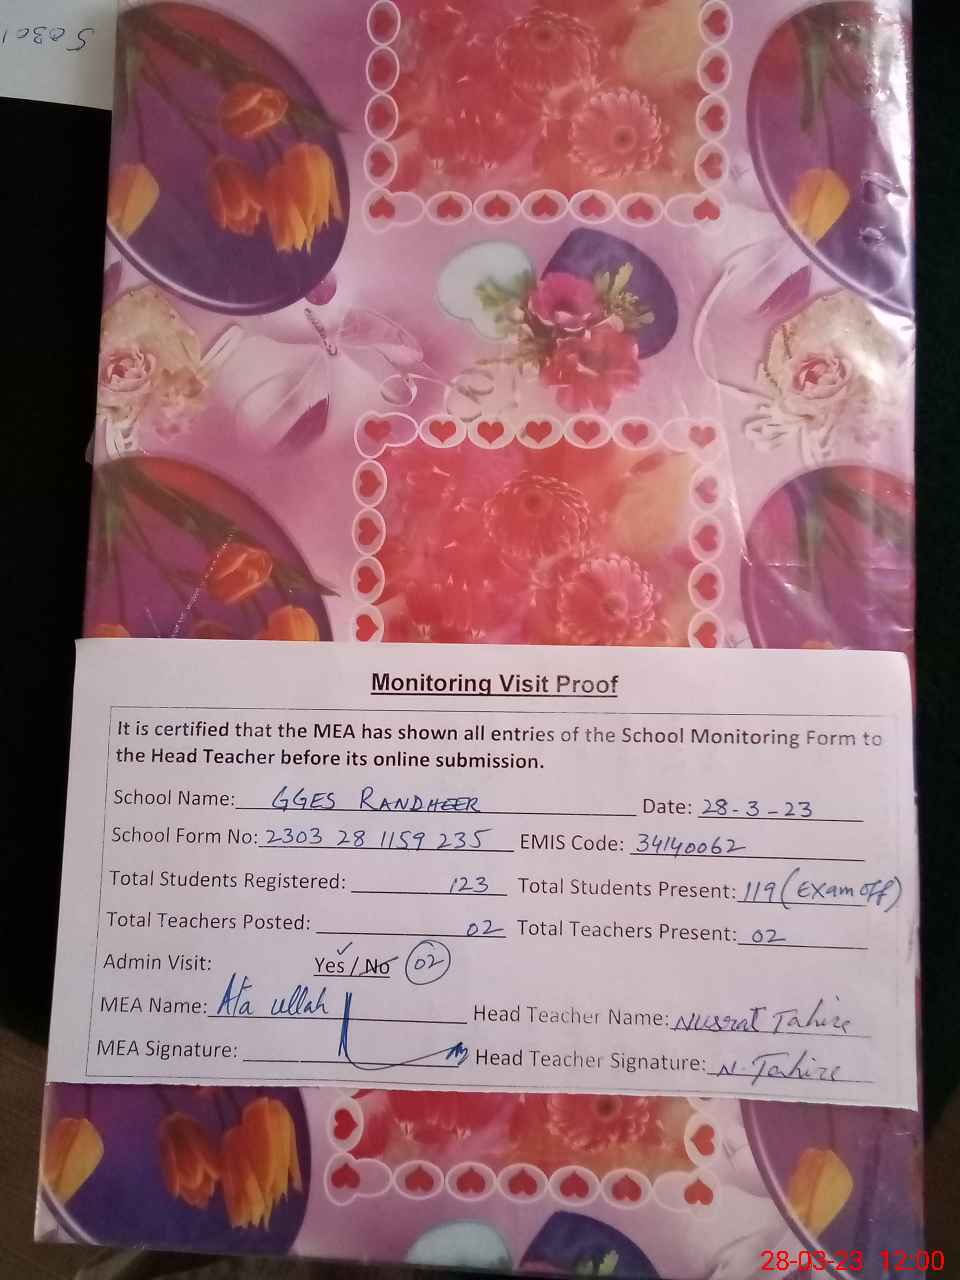 50301
Monitoring Visit Proof
It is certified that the MEA has shown all entries of the School Monitoring Form to
the Head Teacher before its online submission.
School Name: GGES RANDHEER Date: 28-3-23
School Form No: 2303 28 1159 235 EMIS Code: 34140062
Total Students Registered: 123 Total Students Present: 119 (Exam off)
Total Teachers Posted: 02 Total Teachers Present: 02
Admin Visit: Yes / No 02
MEA Name: Ata ullah Head Teacher Name: Nusrat Tahire
MEA Signature: Head Teacher Signature: N. Tahire
28-03-23 12:00